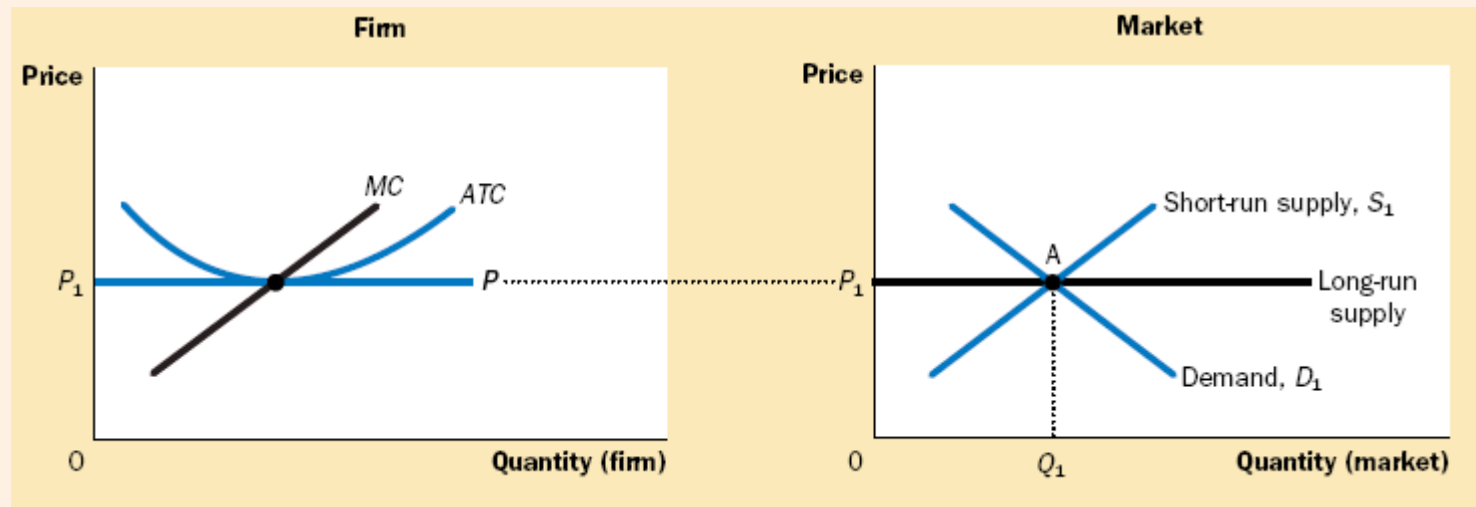 Firm
Price
MC
ATC
P₁
P
0
Quantity (firm)
Market
Price
Short-run supply, S₁
A
P₁
Long-run
supply
Demand, D₁
0
Q₁
Quantity (market)